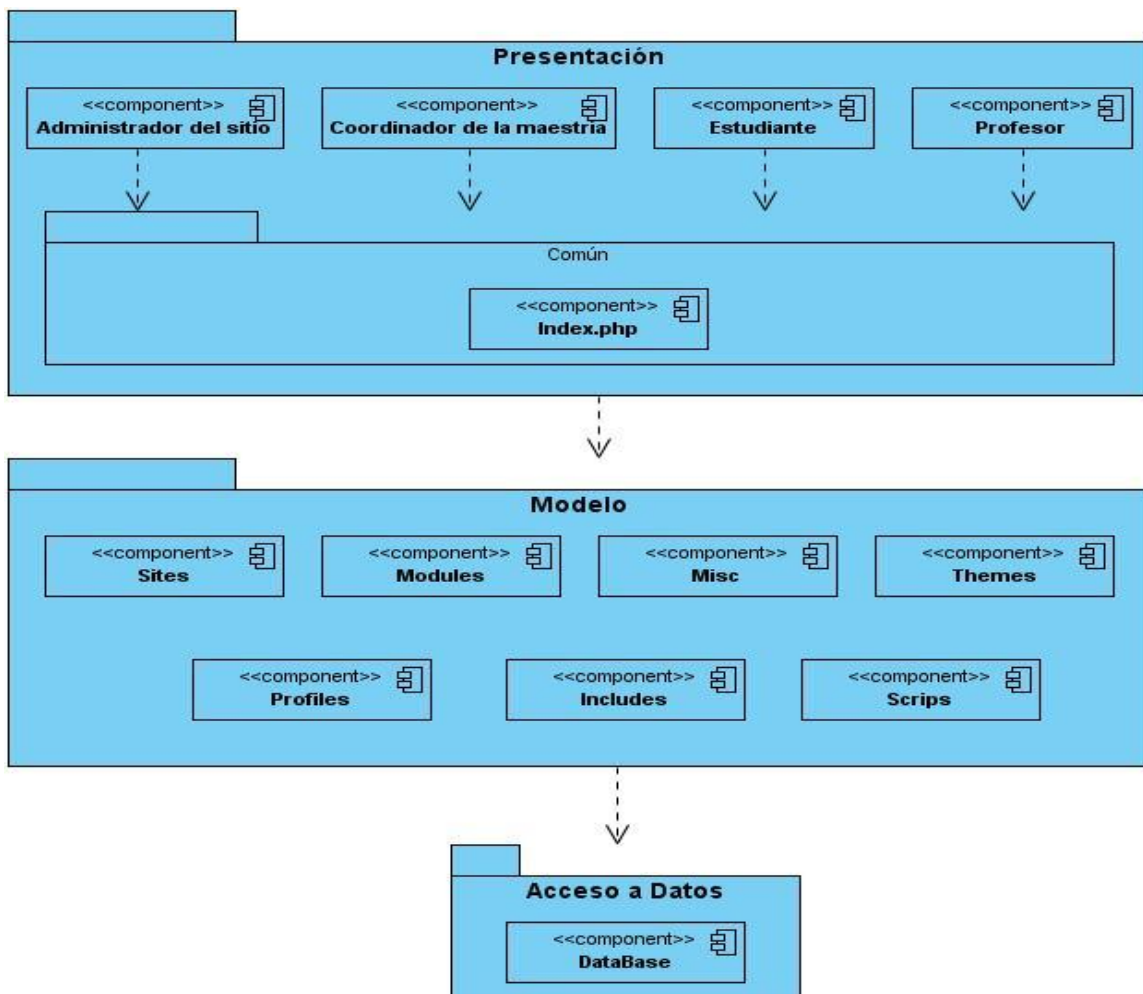 Presentación
<<component>>
Administrador del sitio
<<component>>
Coordinador de la maestría
<<component>>
Estudiante
<<component>>
Profesor
Común
<<component>>
Index.php
Modelo
<<component>>
Sites
<<component>>
Modules
<<component>>
Misc
<<component>>
Themes
<<component>>
Profiles
<<component>>
Includes
<<component>>
Scrips
Acceso a Datos
<<component>>
DataBase